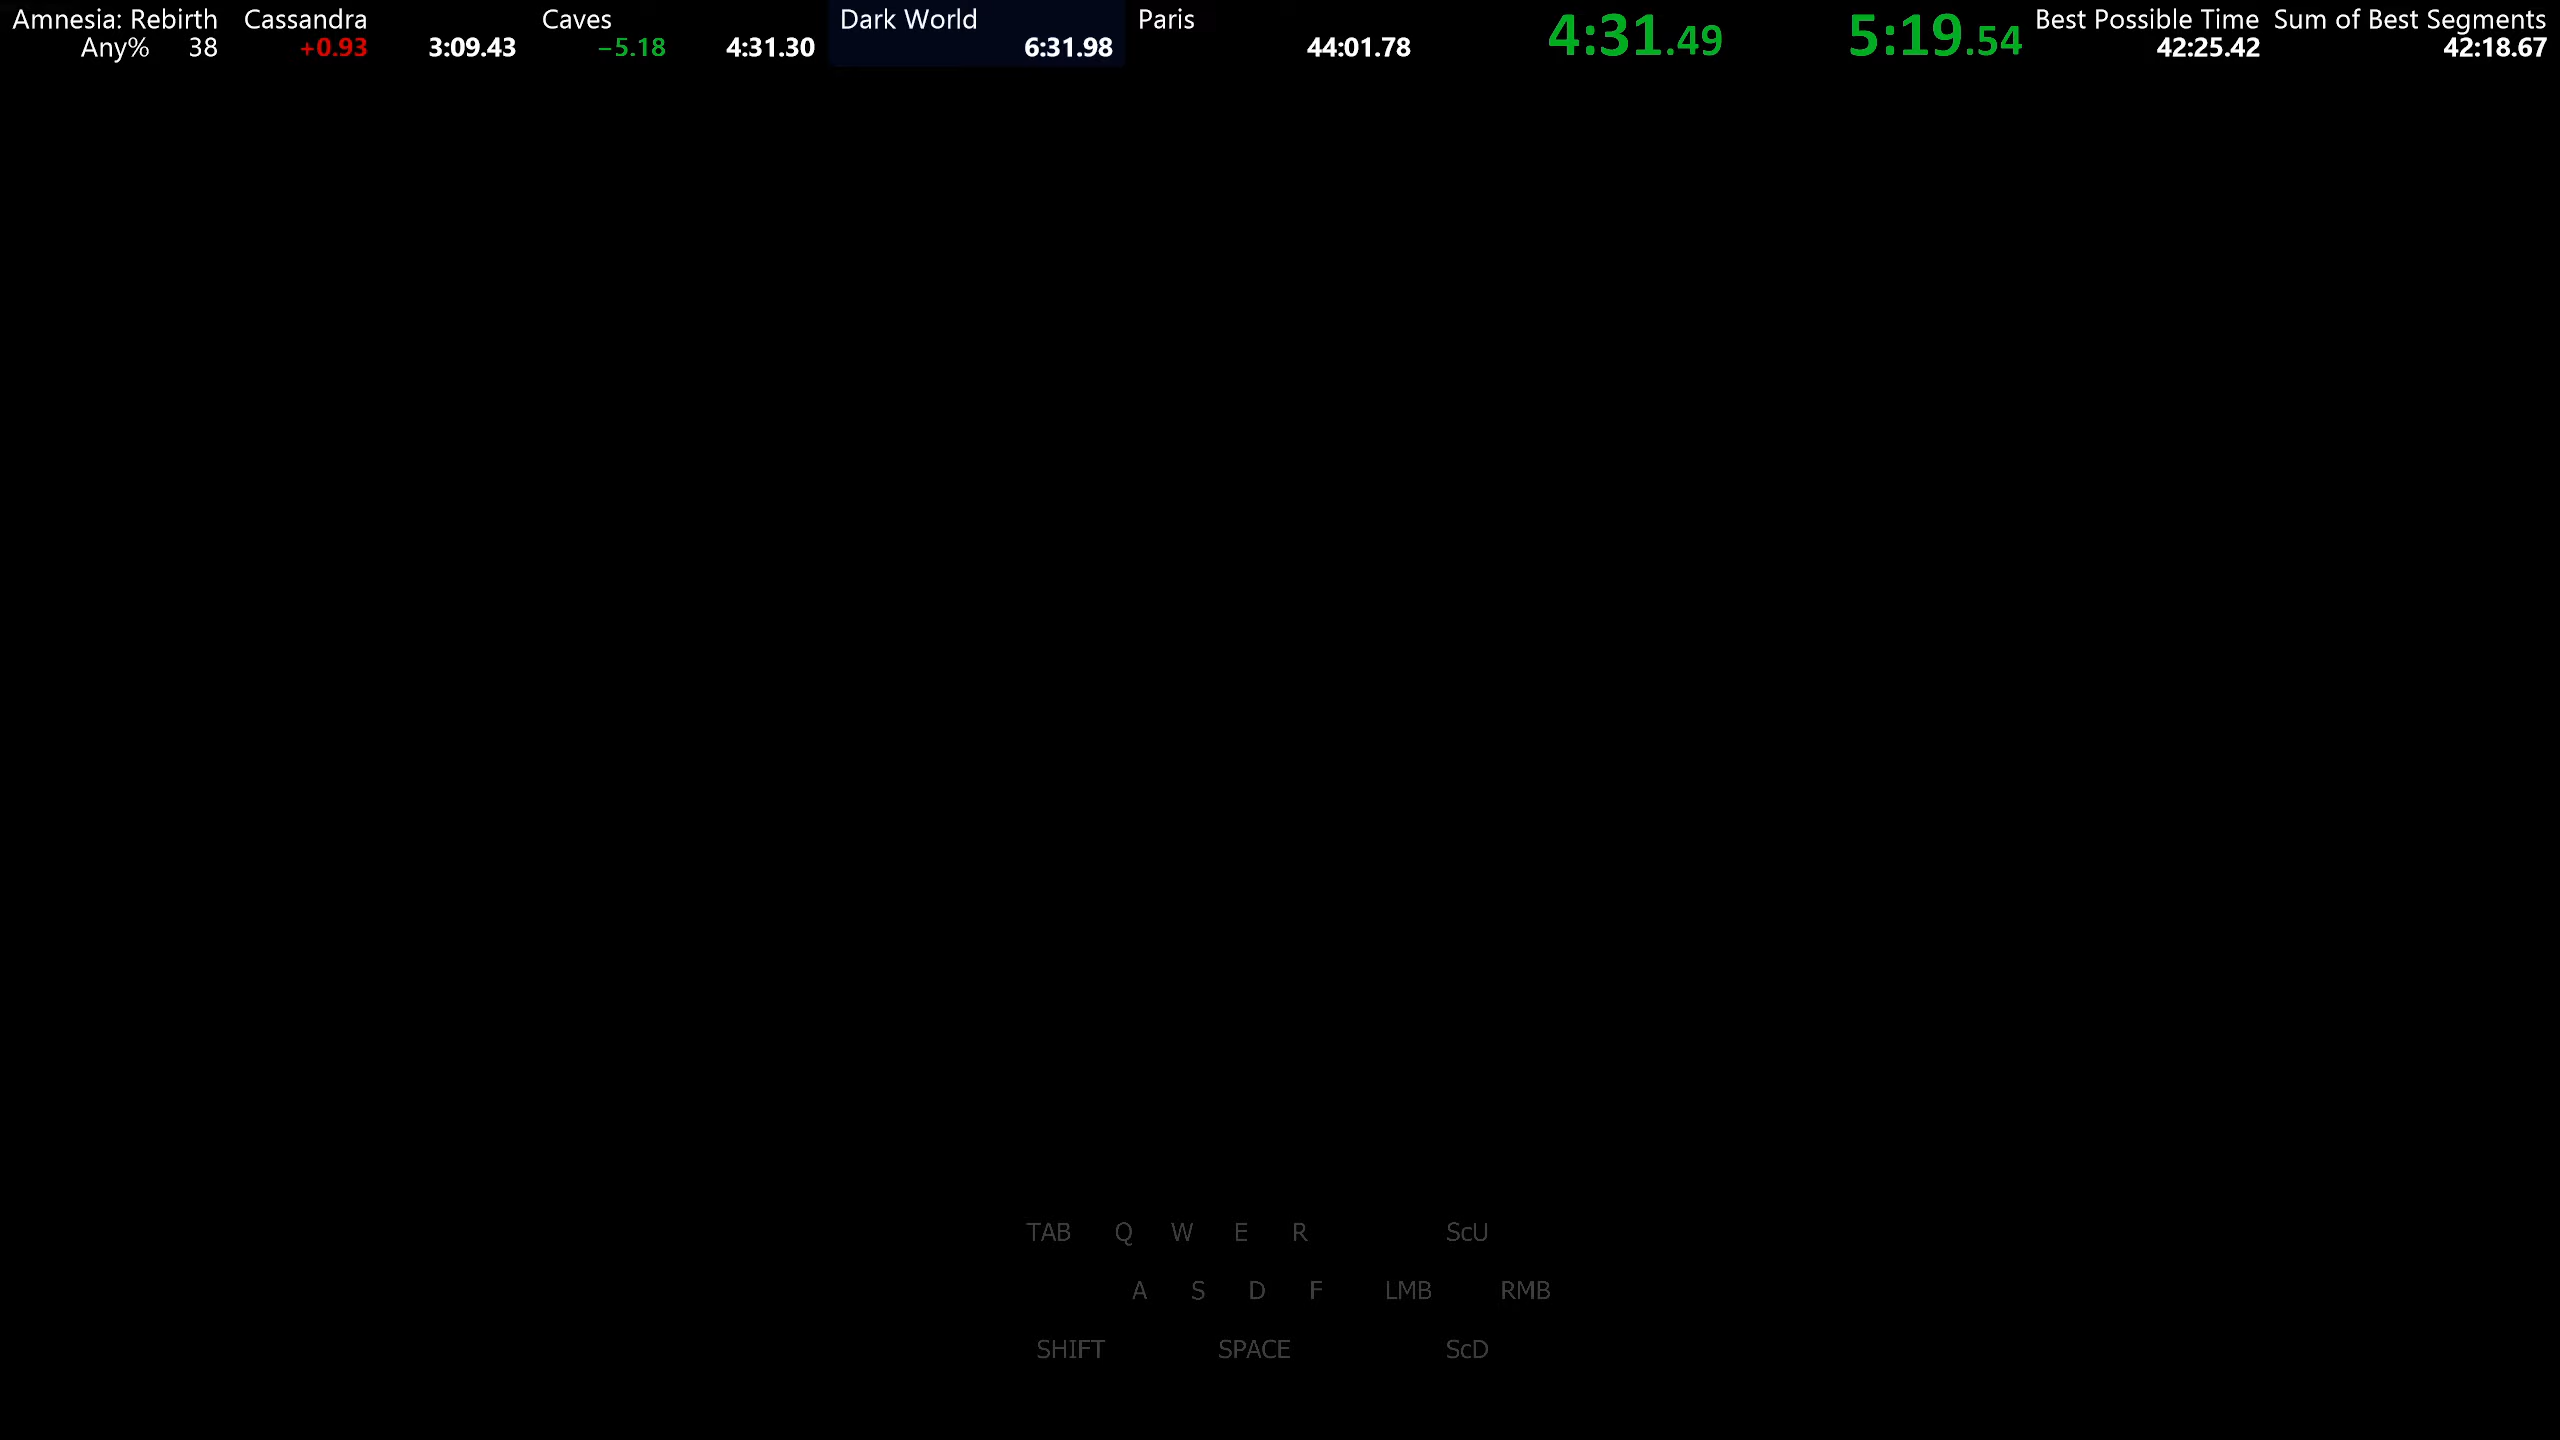 Amnesia: Rebirth Cassandra Caves Dark World Paris 4:31.49 5:19.54 Best Possible Time Sum of Best Segments
Any% 38 +0.93 3:09.43 −5.18 4:31.30 6:31.98 44:01.78 42:25.42 42:18.67
TAB Q W E R ScU
A S D F LMB RMB
SHIFT SPACE ScD